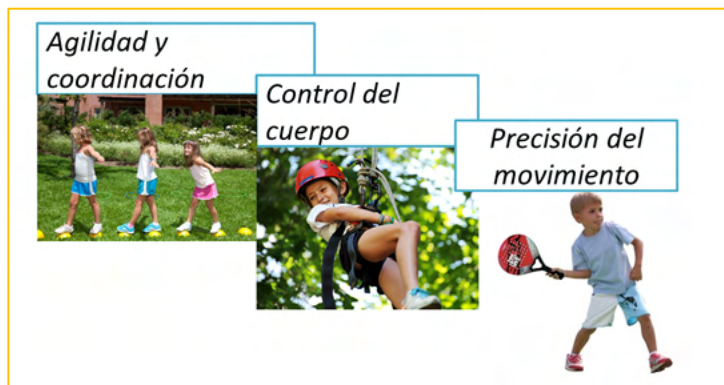 Agilidad y
coordinación
Control del
cuerpo
Precisión del
movimiento